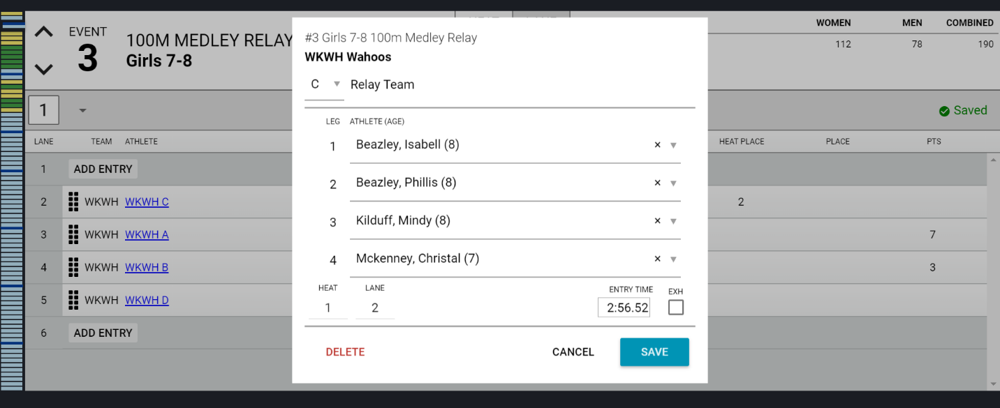 WOMEN MEN COMBINED
EVENT
3
100M MEDLEY RELAY
Girls 7-8
112 78 190
1
Saved
LANE TEAM ATHLETE HEAT PLACE PLACE PTS
1 ADD ENTRY
2 WKWH WKWH C 2
3 WKWH WKWH A 7
4 WKWH WKWH B 3
5 WKWH WKWH D
6 ADD ENTRY
#3 Girls 7-8 100m Medley Relay
WKWH Wahoos
C Relay Team
LEG ATHLETE (AGE)
1 Beazley, Isabell (8) ×
2 Beazley, Phillis (8) ×
3 Kilduff, Mindy (8) ×
4 Mckenney, Christal (7) ×
HEAT LANE ENTRY TIME EXH
1 2 2:56.52
DELETE CANCEL SAVE